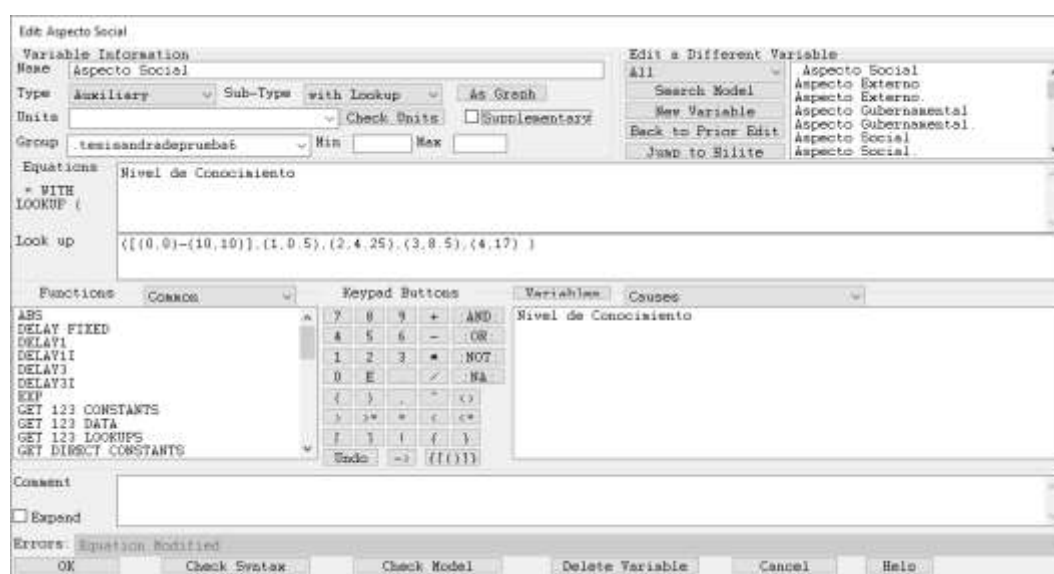 Edit: Aspecto Social
Variable Information
Edit a Different Variable
Name Aspecto Social
All
Type Auxiliary Sub-Type with Lookup As Graph
Search Model
Units Check Units Supplementary
New Variable
Group .tesisandradeprueba6 Min Max
Back to Prior Edit
Jump to Hilite
Aspecto Social
Aspecto Externo
Aspecto Externo.
Aspecto Gubernamental
Aspecto Gubernamental.
Aspecto Social
Aspecto Social.
Equations
= WITH
LOOKUP (
Nivel de Conocimiento
Look up ([(0,0)-(10,10)],(1,0.5),(2,4.25),(3,8.5),(4,17) )
Functions Common
Keypad Buttons
Variables Causes
ABS
DELAY FIXED
DELAY1
DELAY1I
DELAY3
DELAY3I
EXP
GET 123 CONSTANTS
GET 123 DATA
GET 123 LOOKUPS
GET DIRECT CONSTANTS
7 8 9 + :AND:
4 5 6 - :OR:
1 2 3 * :NOT:
0 E . / :NA:
( ) , ^ <>
> >= = < <=
[ ] ! { }
Undo -> {[()]}
Nivel de Conocimiento
Comment
Expand
Errors: Equation Modified
OK Check Syntax Check Model Delete Variable Cancel Help